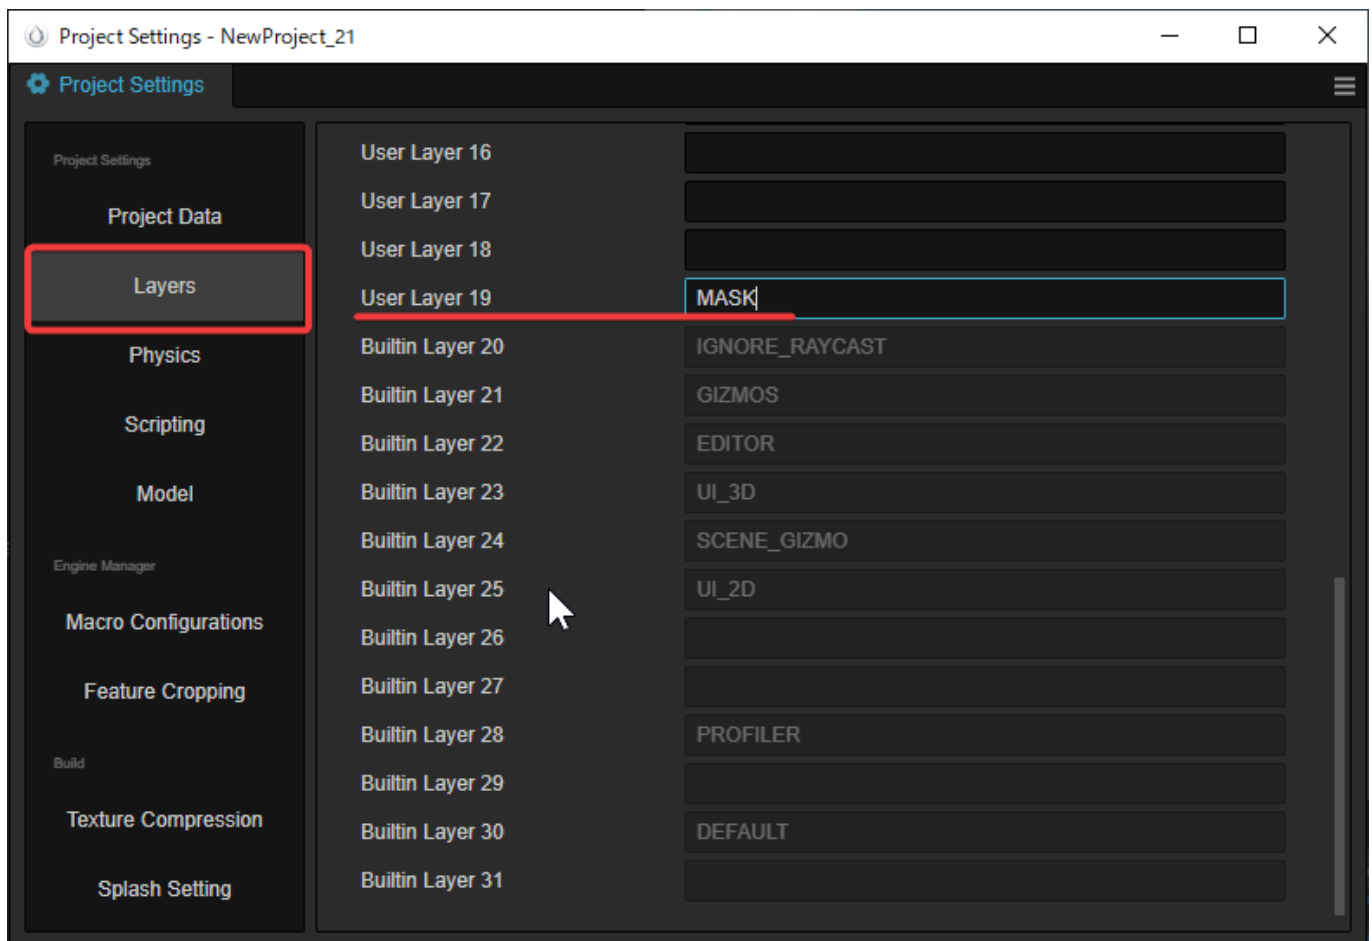 Project Settings - NewProject_21
Project Settings
Project Settings
Project Data
Layers
Physics
Scripting
Model
Engine Manager
Macro Configurations
Feature Cropping
Build
Texture Compression
Splash Setting
User Layer 16
User Layer 17
User Layer 18
User Layer 19 MASK
Builtin Layer 20 IGNORE_RAYCAST
Builtin Layer 21 GIZMOS
Builtin Layer 22 EDITOR
Builtin Layer 23 UI_3D
Builtin Layer 24 SCENE_GIZMO
Builtin Layer 25 UI_2D
Builtin Layer 26
Builtin Layer 27
Builtin Layer 28 PROFILER
Builtin Layer 29
Builtin Layer 30 DEFAULT
Builtin Layer 31